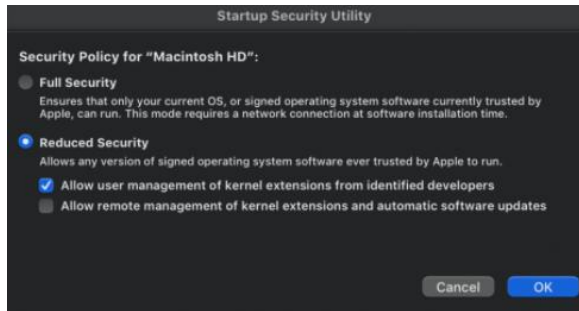 Startup Security Utility
Security Policy for “Macintosh HD”:
Full Security
Ensures that only your current OS, or signed operating system software currently trusted by
Apple, can run. This mode requires a network connection at software installation time.
Reduced Security
Allows any version of signed operating system software ever trusted by Apple to run.
Allow user management of kernel extensions from identified developers
Allow remote management of kernel extensions and automatic software updates
Cancel
OK